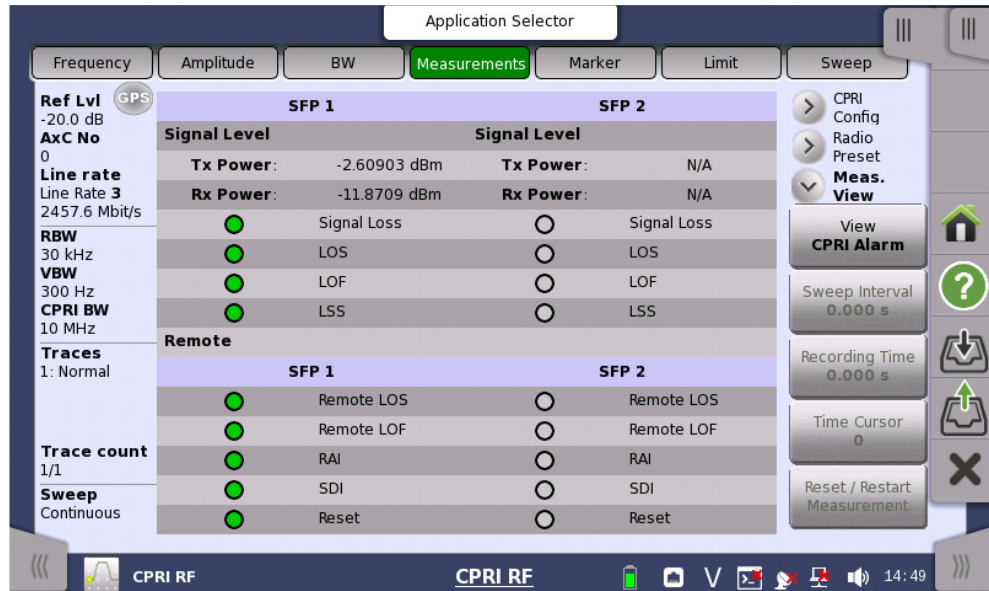 Application Selector
Frequency Amplitude BW Measurements Marker Limit Sweep
Ref Lvl GPS
-20.0 dB
AxC No
0
Line rate
Line Rate 3
2457.6 Mbit/s
RBW
30 kHz
VBW
300 Hz
CPRI BW
10 MHz
Traces
1: Normal
Trace count
1/1
Sweep
Continuous
SFP 1 SFP 2
Signal Level Signal Level
Tx Power: -2.60903 dBm Tx Power: N/A
Rx Power: -11.8709 dBm Rx Power: N/A
Signal Loss Signal Loss
LOS LOS
LOF LOF
LSS LSS
Remote
SFP 1 SFP 2
Remote LOS Remote LOS
Remote LOF Remote LOF
RAI RAI
SDI SDI
Reset Reset
CPRI
Config
Radio
Preset
Meas.
View
View
CPRI Alarm
Sweep Interval
0.000 s
Recording Time
0.000 s
Time Cursor
0
Reset / Restart
Measurement
CPRI RF CPRI RF V 14:49